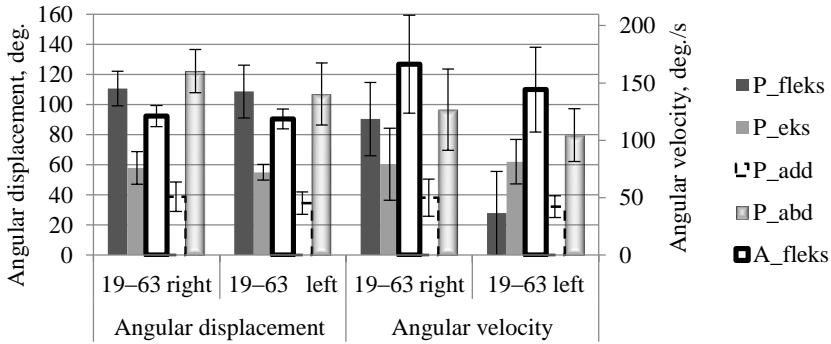 Angular displacement, deg.
160
140
120
100
80
60
40
20
0
200
150
100
50
0
Angular velocity, deg./s
19–63 right
19–63 left
19–63 right
19–63 left
Angular displacement
Angular velocity
P_fleks
P_eks
P_add
P_abd
A_fleks